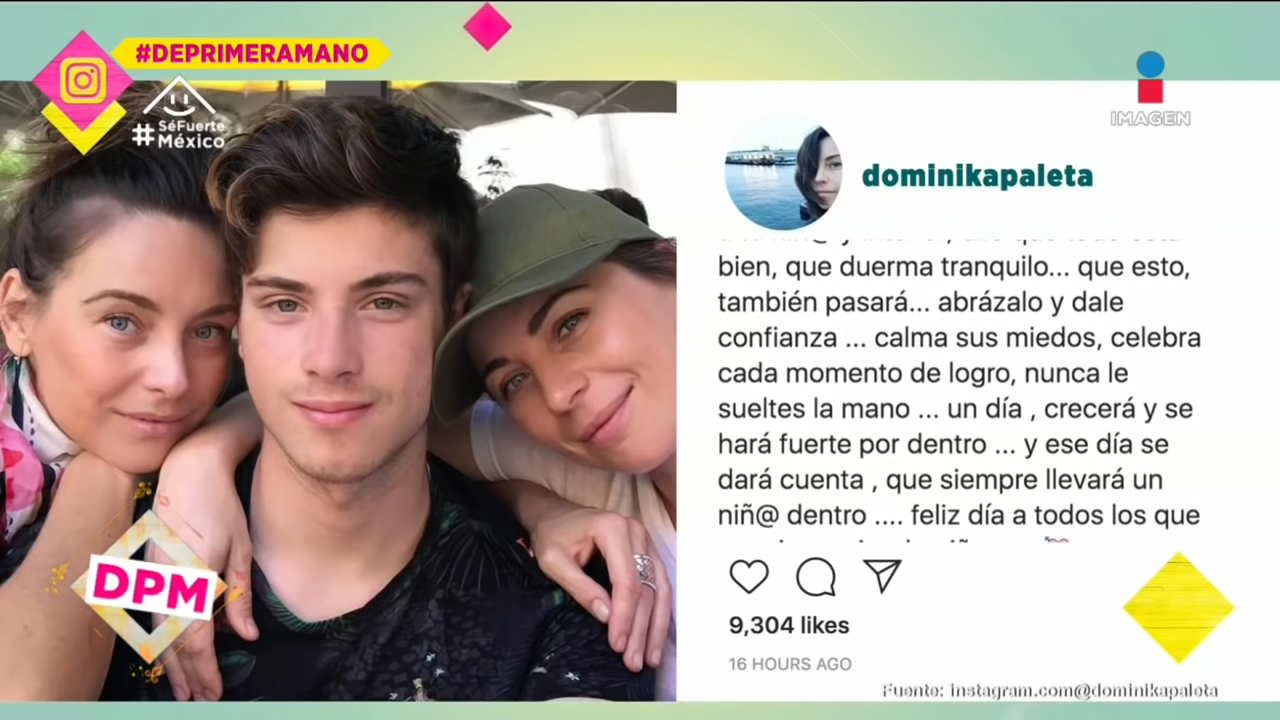 #DEPRIMERAMANO
#SéFuerte
México
IMAGEN
dominikapaleta
bien, que duerma tranquilo... que esto,
también pasará... abrázalo y dale
confianza ... calma sus miedos, celebra
cada momento de logro, nunca le
sueltes la mano ... un día , crecerá y se
hará fuerte por dentro ... y ese día se
dará cuenta , que siempre llevará un
niñ@ dentro .... feliz día a todos los que
DPM
9,304 likes
16 HOURS AGO
Fuente: instagram.com@dominikapaleta